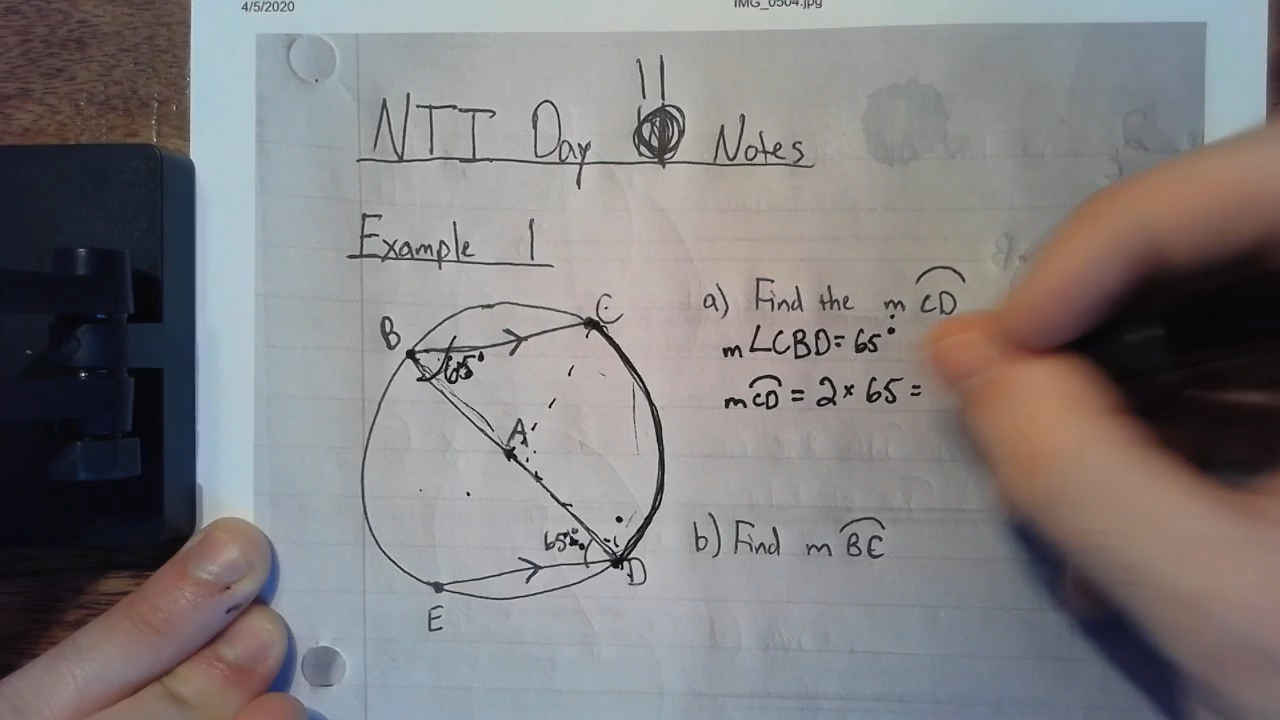 4/5/2020
IMG_0504.jpg
NTI Day 11 Notes
Example 1
a) Find the m CD
m∠CBD = 65°
mCD = 2 × 65 =
b) Find m BC
B
C
65°
A
65°
D
E